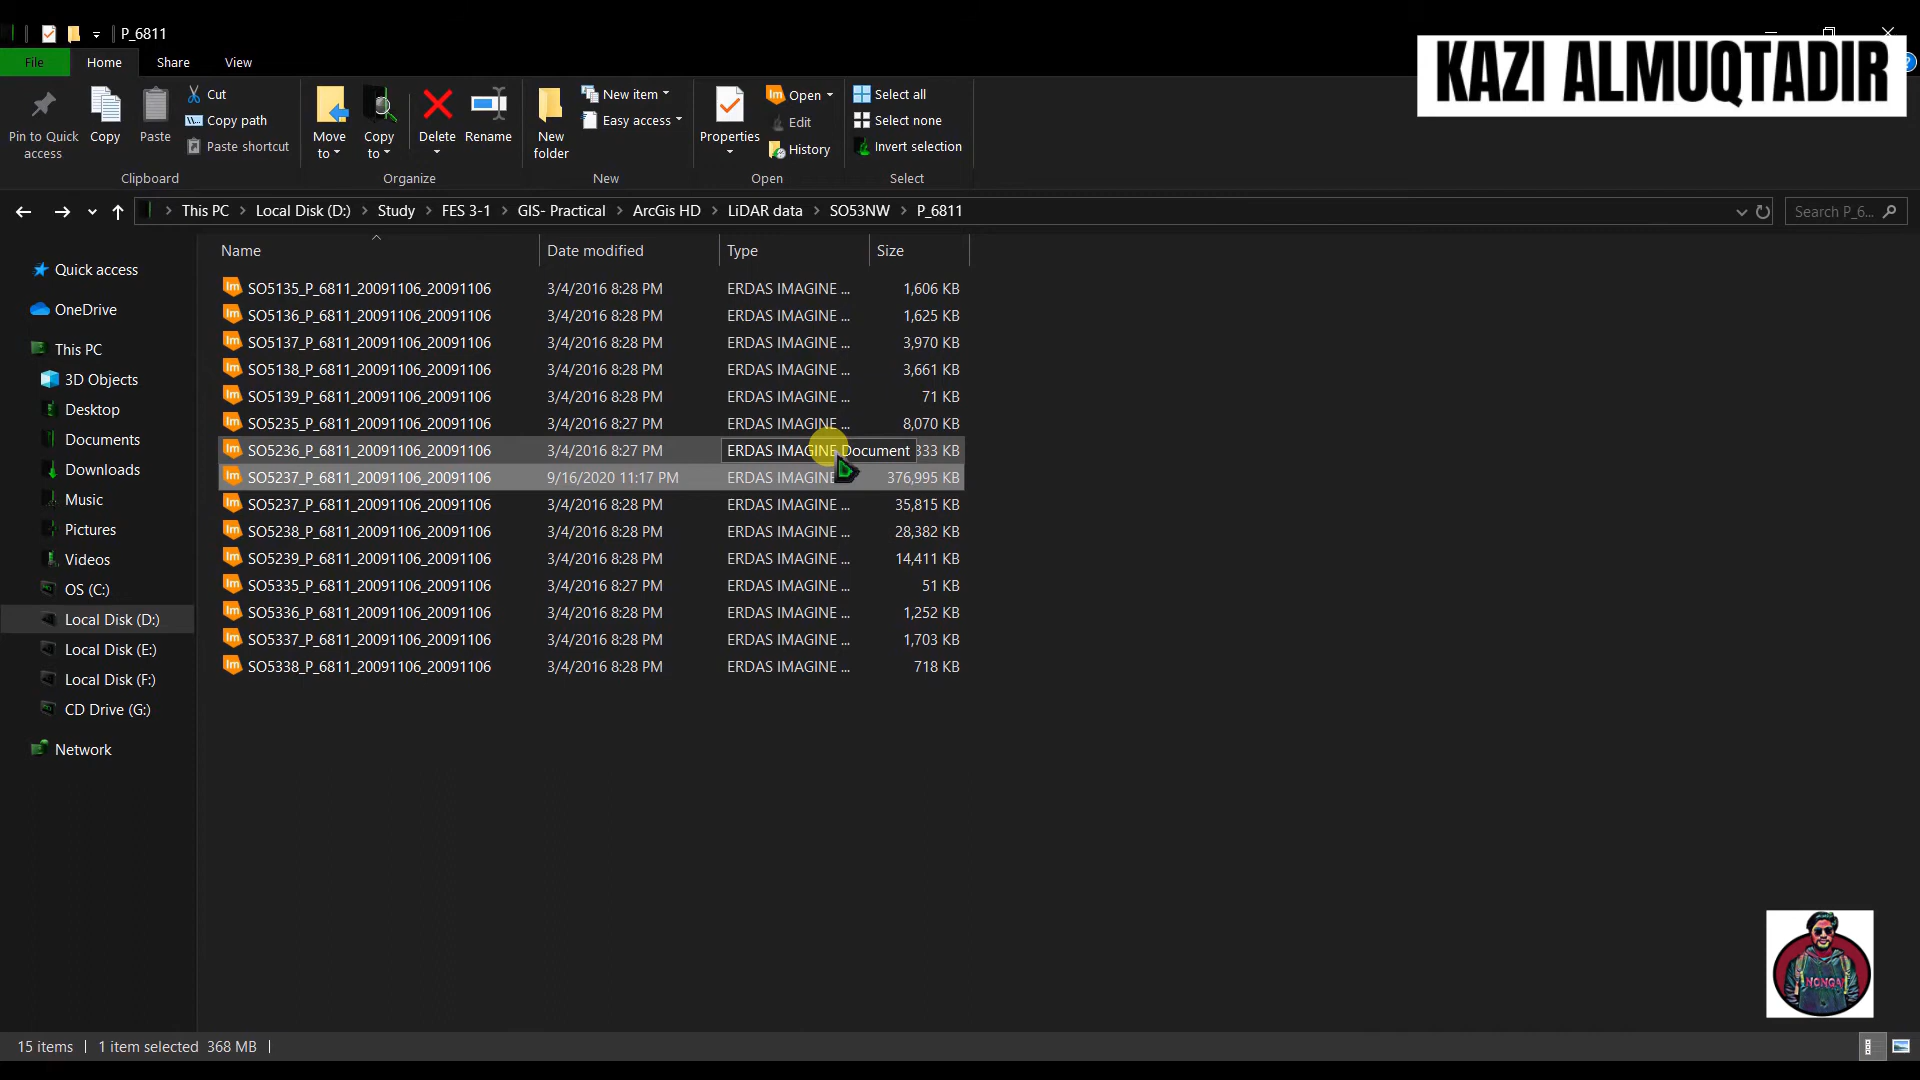 P_6811
KAZI ALMUQTADIR
File Home Share View
Pin to Quick access
Copy
Paste
Cut
Copy path
Paste shortcut
Clipboard
Move to
Copy to
Delete
Rename
Organize
New folder
New item
Easy access
New
Properties
Open
Edit
History
Open
Select all
Select none
Invert selection
Select
This PC > Local Disk (D:) > Study > FES 3-1 > GIS- Practical > ArcGis HD > LiDAR data > SO53NW > P_6811
Search P_6...
Quick access
OneDrive
This PC
3D Objects
Desktop
Documents
Downloads
Music
Pictures
Videos
OS (C:)
Local Disk (D:)
Local Disk (E:)
Local Disk (F:)
CD Drive (G:)
Network
Name Date modified Type Size
SO5135_P_6811_20091106_20091106 3/4/2016 8:28 PM ERDAS IMAGINE ... 1,606 KB
SO5136_P_6811_20091106_20091106 3/4/2016 8:28 PM ERDAS IMAGINE ... 1,625 KB
SO5137_P_6811_20091106_20091106 3/4/2016 8:28 PM ERDAS IMAGINE ... 3,970 KB
SO5138_P_6811_20091106_20091106 3/4/2016 8:28 PM ERDAS IMAGINE ... 3,661 KB
SO5139_P_6811_20091106_20091106 3/4/2016 8:28 PM ERDAS IMAGINE ... 71 KB
SO5235_P_6811_20091106_20091106 3/4/2016 8:27 PM ERDAS IMAGINE ... 8,070 KB
SO5236_P_6811_20091106_20091106 3/4/2016 8:27 PM ERDAS IMAGINE Document 333 KB
SO5237_P_6811_20091106_20091106 9/16/2020 11:17 PM ERDAS IMAGINE 376,995 KB
SO5237_P_6811_20091106_20091106 3/4/2016 8:28 PM ERDAS IMAGINE ... 35,815 KB
SO5238_P_6811_20091106_20091106 3/4/2016 8:28 PM ERDAS IMAGINE ... 28,382 KB
SO5239_P_6811_20091106_20091106 3/4/2016 8:28 PM ERDAS IMAGINE ... 14,411 KB
SO5335_P_6811_20091106_20091106 3/4/2016 8:27 PM ERDAS IMAGINE ... 51 KB
SO5336_P_6811_20091106_20091106 3/4/2016 8:28 PM ERDAS IMAGINE ... 1,252 KB
SO5337_P_6811_20091106_20091106 3/4/2016 8:28 PM ERDAS IMAGINE ... 1,703 KB
SO5338_P_6811_20091106_20091106 3/4/2016 8:28 PM ERDAS IMAGINE ... 718 KB
NONGAN
15 items 1 item selected 368 MB